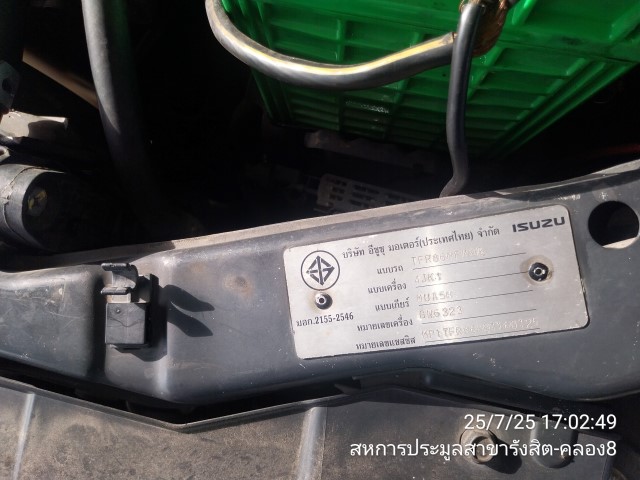 บริษัท อีซูซุ มอเตอร์(ประเทศไทย) จำกัด ISUZU
แบบรถ
แบบเครื่อง 4JK1
แบบเกียร์ MUA5H
หมายเลขเครื่อง
หมายเลขแชสซิส
มอก.2155-2546
25/7/25 17:02:49
สหการประมูลสาขารังสิต-คลอง8